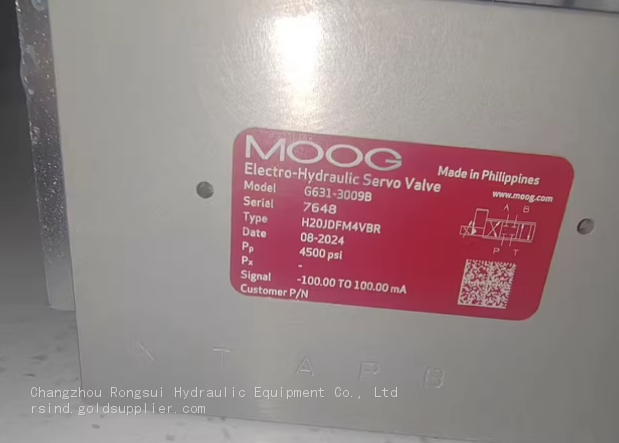 MOOG
Electro-Hydraulic Servo Valve
Made in Philippines
www.moog.com
Model G631-3009B
Serial 7648
Type H20JDFM4VBR
Date 08-2024
Pp 4500 psi
Px -
Signal -100.00 TO 100.00 mA
Customer P/N
A B
P T
X T A P B
Changzhou Rongsui Hydraulic Equipment Co., Ltd
rsind.goldsupplier.com